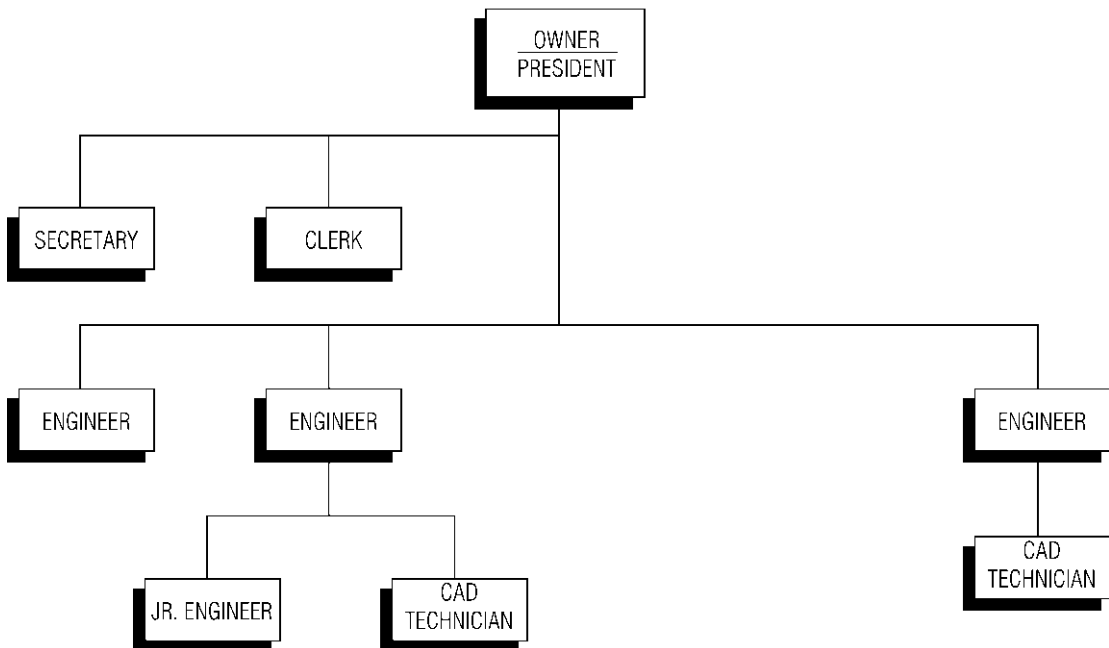 OWNER
PRESIDENT
SECRETARY
CLERK
ENGINEER
ENGINEER
ENGINEER
JR. ENGINEER
CAD
TECHNICIAN
CAD
TECHNICIAN